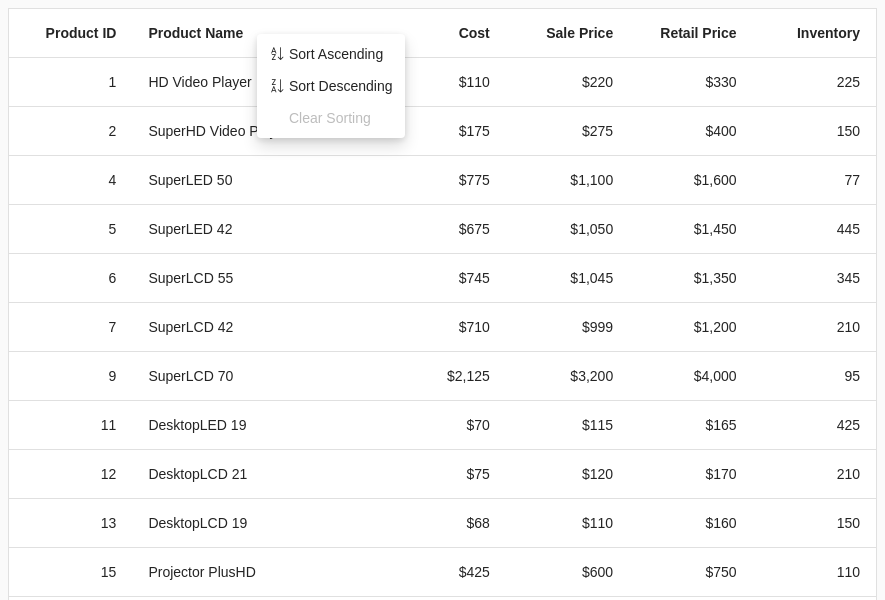 Product ID Product Name Cost Sale Price Retail Price Inventory
Sort Ascending
1 HD Video Player $110 $220 $330 225
Sort Descending
Clear Sorting
2 SuperHD Video $175 $275 $400 150
4 SuperLED 50 $775 $1,100 $1,600 77
5 SuperLED 42 $675 $1,050 $1,450 445
6 SuperLCD 55 $745 $1,045 $1,350 345
7 SuperLCD 42 $710 $999 $1,200 210
9 SuperLCD 70 $2,125 $3,200 $4,000 95
11 DesktopLED 19 $70 $115 $165 425
12 DesktopLCD 21 $75 $120 $170 210
13 DesktopLCD 19 $68 $110 $160 150
15 Projector PlusHD $425 $600 $750 110